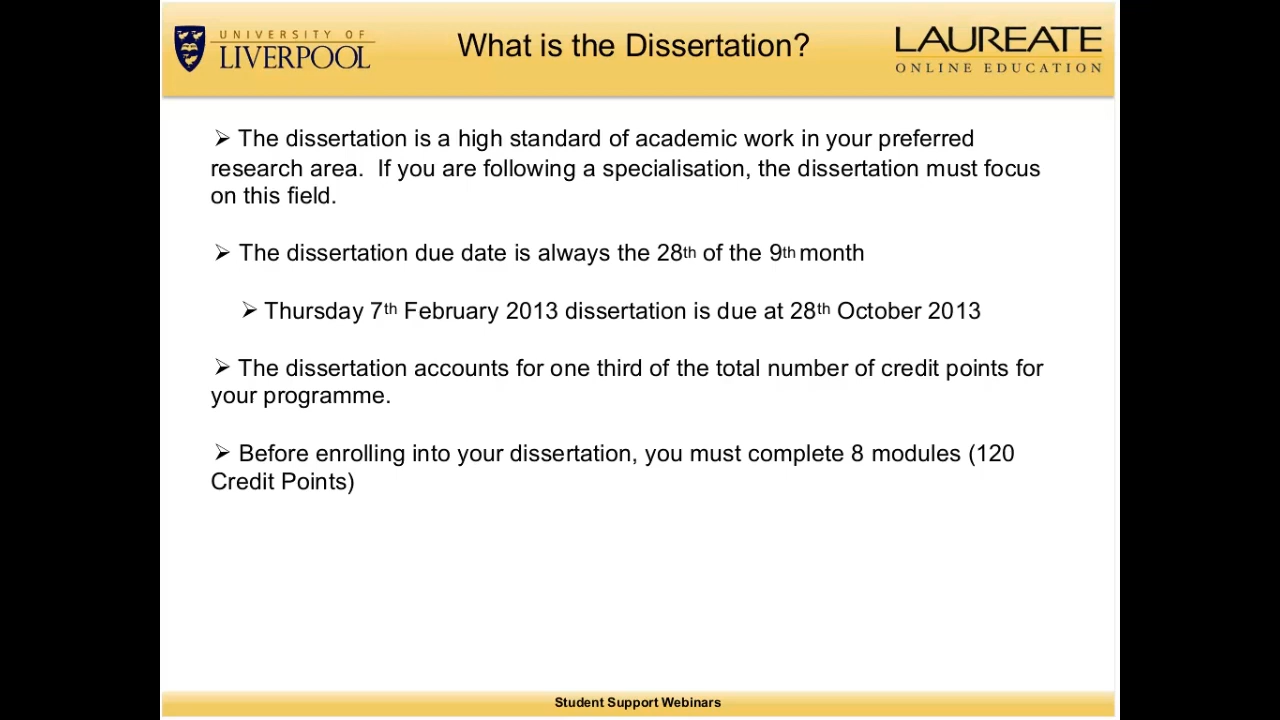 UNIVERSITY OF
LIVERPOOL
What is the Dissertation?
LAUREATE
ONLINE EDUCATION
➢ The dissertation is a high standard of academic work in your preferred
research area.  If you are following a specialisation, the dissertation must focus
on this field.
➢ The dissertation due date is always the 28th of the 9th month
➢ Thursday 7th February 2013 dissertation is due at 28th October 2013
➢ The dissertation accounts for one third of the total number of credit points for
your programme.
➢ Before enrolling into your dissertation, you must complete 8 modules (120
Credit Points)
Student Support Webinars